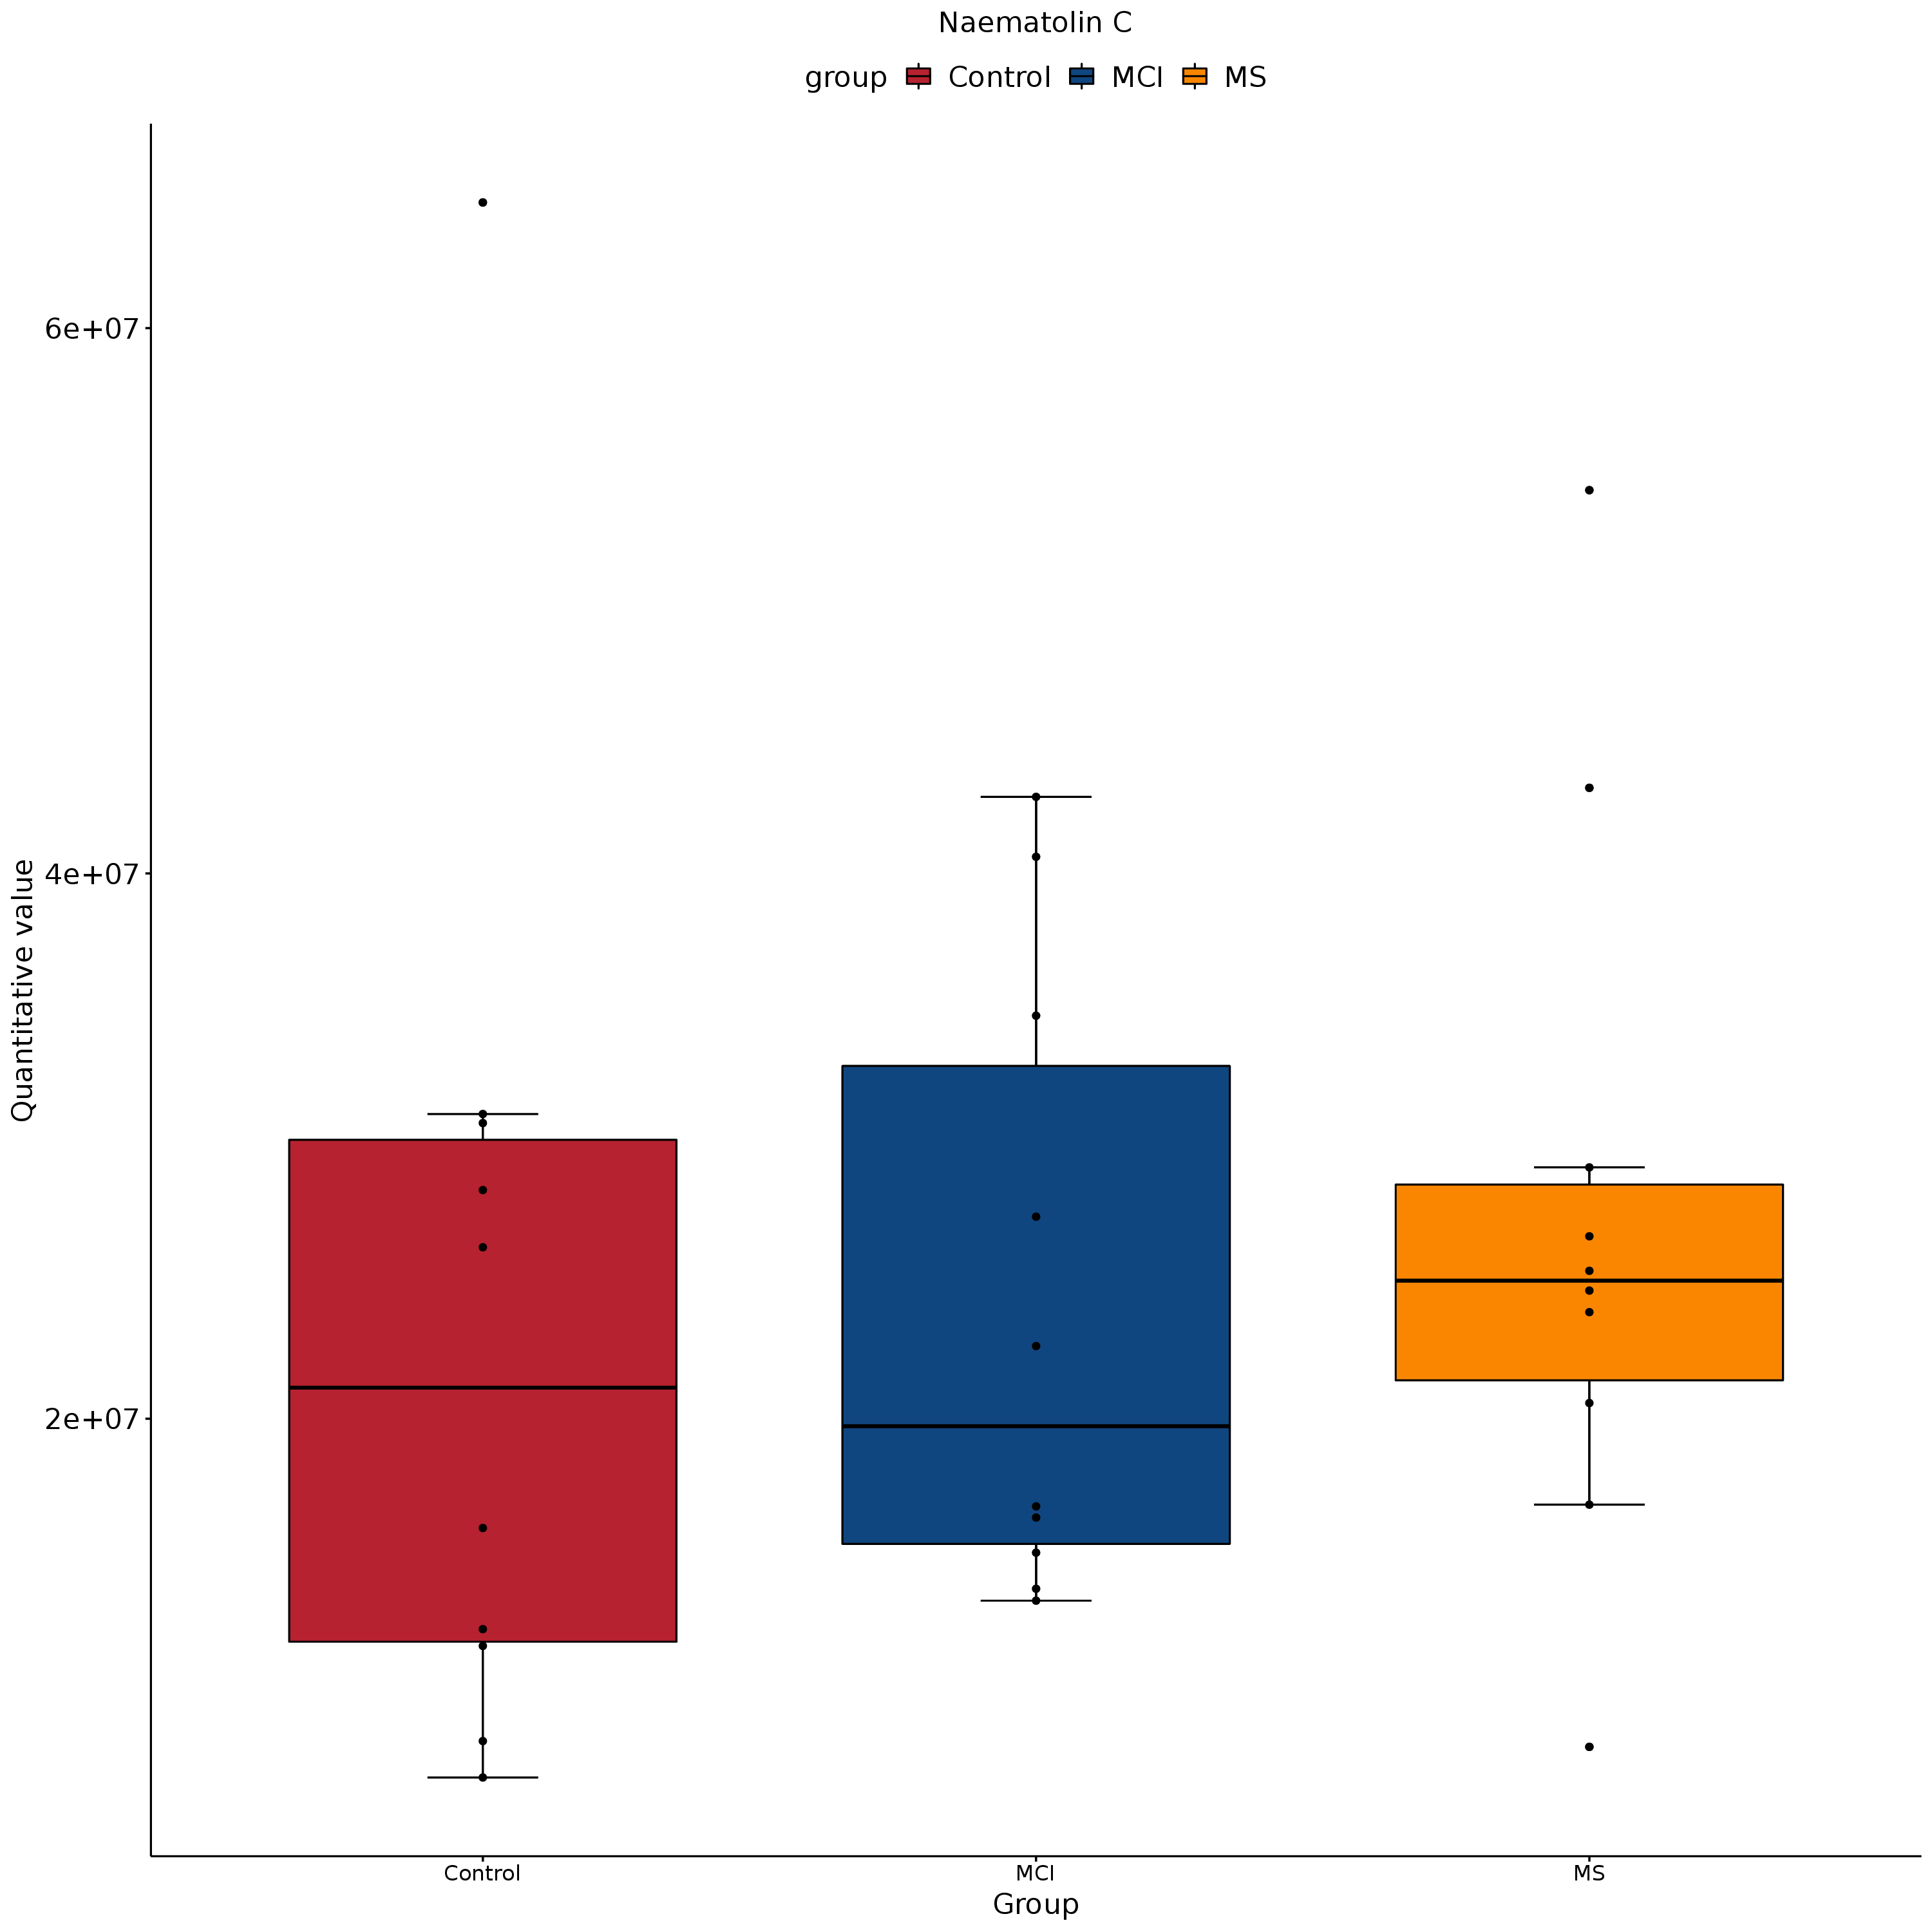 Naematolin C
group Control MCI MS
6e+07
4e+07
2e+07
Quantitative value
Control MCI MS
Group